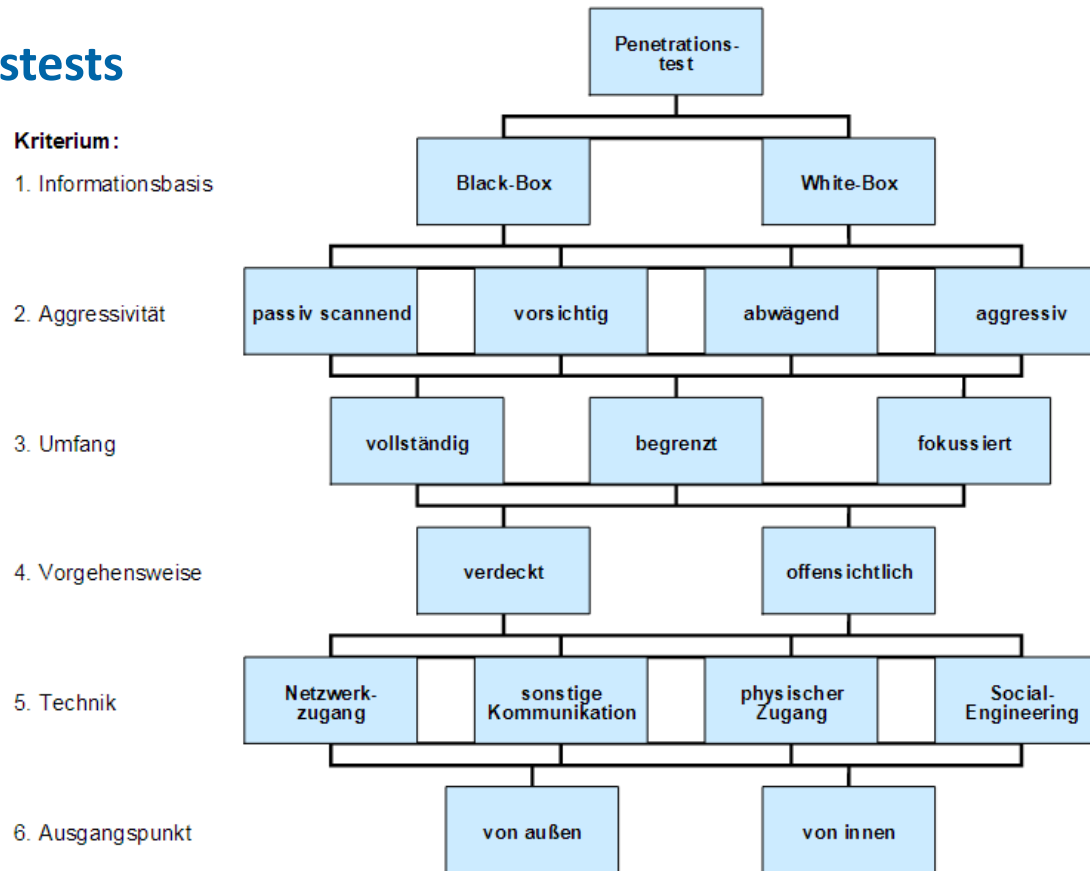 stests
Penetrations-
test
Kriterium:
1. Informationsbasis
Black-Box
White-Box
2. Aggressivität
passiv scannend
vorsichtig
abwägend
aggressiv
3. Umfang
vollständig
begrenzt
fokussiert
4. Vorgehensweise
verdeckt
offensichtlich
5. Technik
Netzwerk-
zugang
sonstige
Kommunikation
physischer
Zugang
Social-
Engineering
6. Ausgangspunkt
von außen
von innen